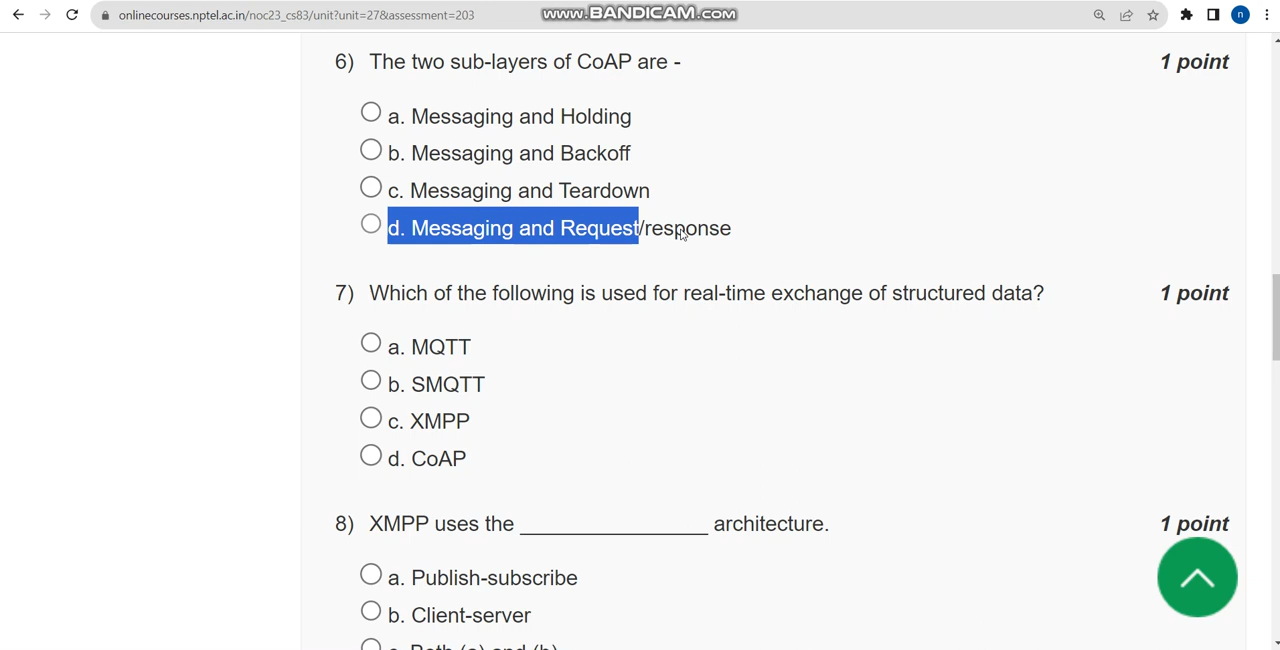 onlinecourses.nptel.ac.in/noc23_cs83/unit?unit=27&assessment=203
www.BANDICAM.com
n
6) The two sub-layers of CoAP are -
1 point
a. Messaging and Holding
b. Messaging and Backoff
c. Messaging and Teardown
d. Messaging and Request/response
7) Which of the following is used for real-time exchange of structured data?
1 point
a. MQTT
b. SMQTT
c. XMPP
d. CoAP
8) XMPP uses the ________________ architecture.
1 point
a. Publish-subscribe
b. Client-server
c. Both (a) and (b)